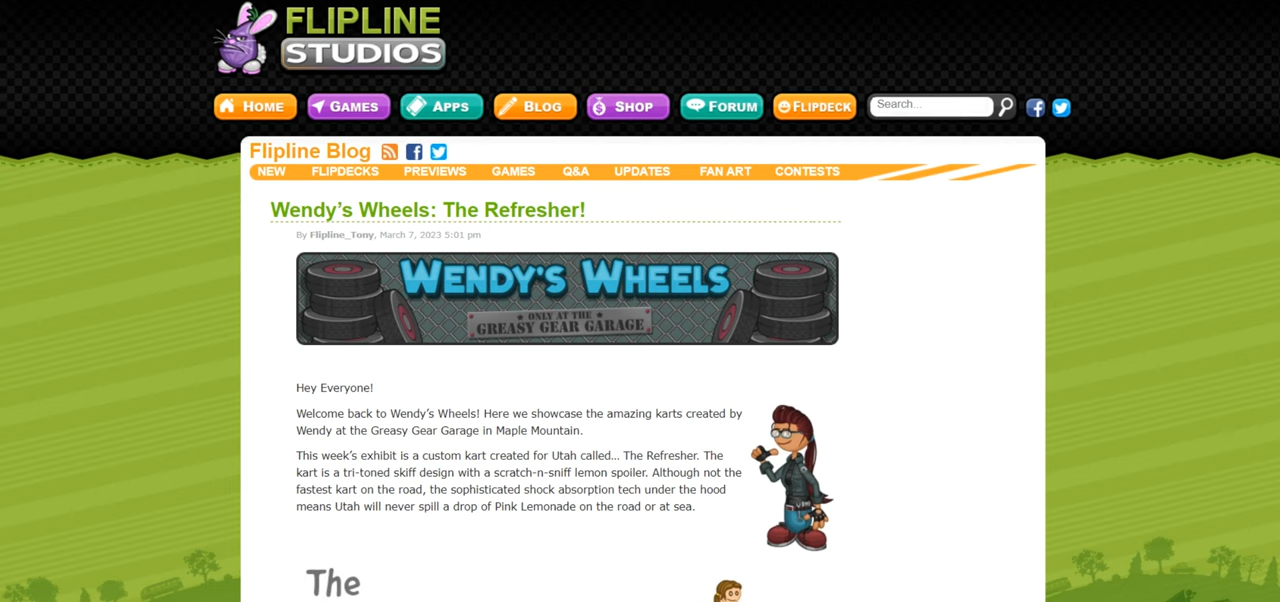 FLIPLINE
STUDIOS
HOME GAMES APPS BLOG SHOP FORUM FLIPDECK Search...
Flipline Blog
NEW FLIPDECKS PREVIEWS GAMES Q&A UPDATES FAN ART CONTESTS
Wendy’s Wheels: The Refresher!
By Flipline_Tony, March 7, 2023 5:01 pm
WENDY'S WHEELS
ONLY AT THE
GREASY GEAR GARAGE
Hey Everyone!
Welcome back to Wendy’s Wheels! Here we showcase the amazing karts created by
Wendy at the Greasy Gear Garage in Maple Mountain.
This week’s exhibit is a custom kart created for Utah called… The Refresher. The
kart is a tri-toned skiff design with a scratch-n-sniff lemon spoiler. Although not the
fastest kart on the road, the sophisticated shock absorption tech under the hood
means Utah will never spill a drop of Pink Lemonade on the road or at sea.
The